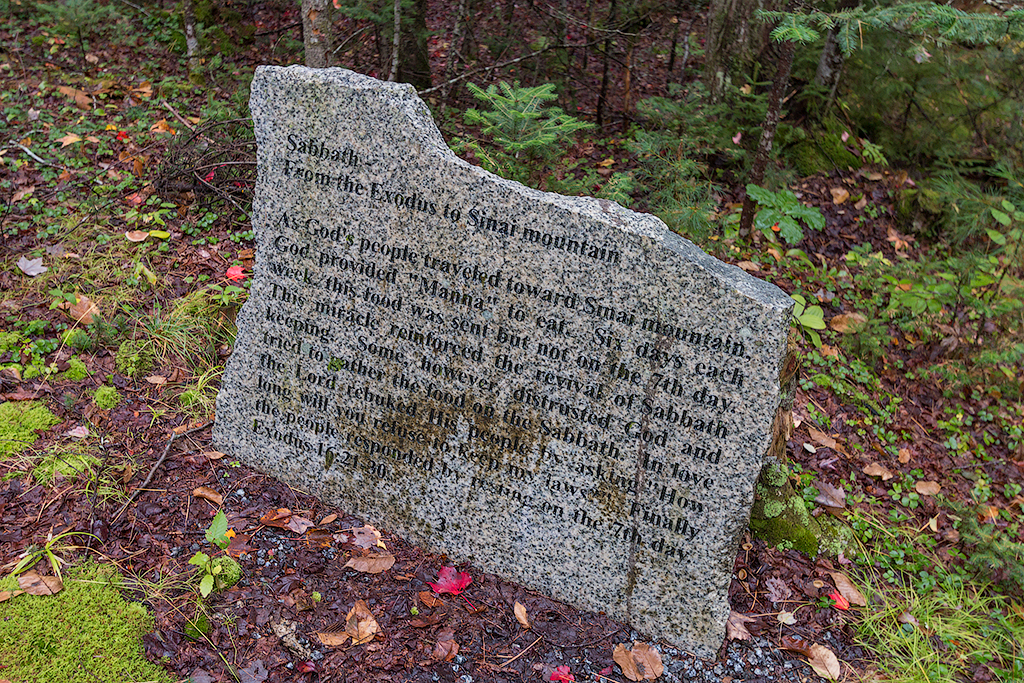 Sabbath -
From the Exodus to Sinai mountain
As God's people traveled toward Sinai mountain,
God provided "Manna" to eat. Six days each
week, this food was sent but not on the 7th day.
This miracle reinforced the revival of Sabbath
keeping. Some, however distrusted God and
tried to gather the food on the Sabbath. In love
the Lord rebuked His people by asking, "How
long will you refuse to keep my laws" Finally
the people responded by resting on the 7th day
Exodus 21-30.
3